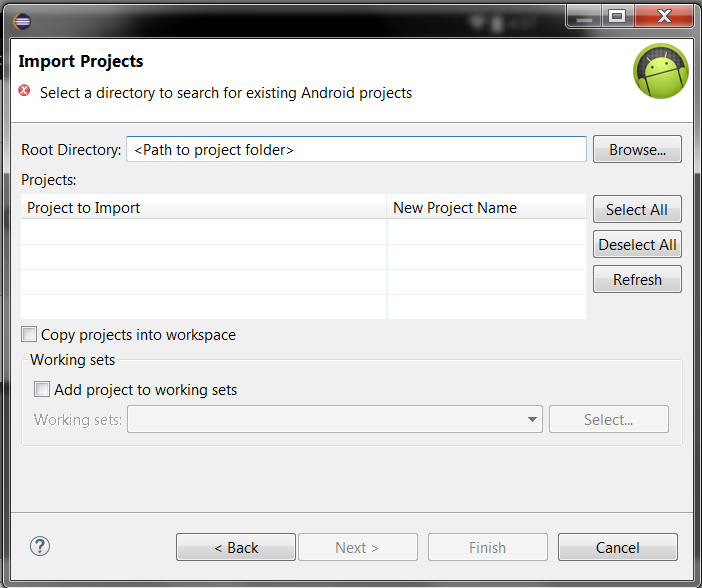 Import Projects
Select a directory to search for existing Android projects
Root Directory: <Path to project folder> Browse...
Projects:
Project to Import New Project Name
Select All
Deselect All
Refresh
Copy projects into workspace
Working sets
Add project to working sets
Working sets: Select...
? < Back Next > Finish Cancel